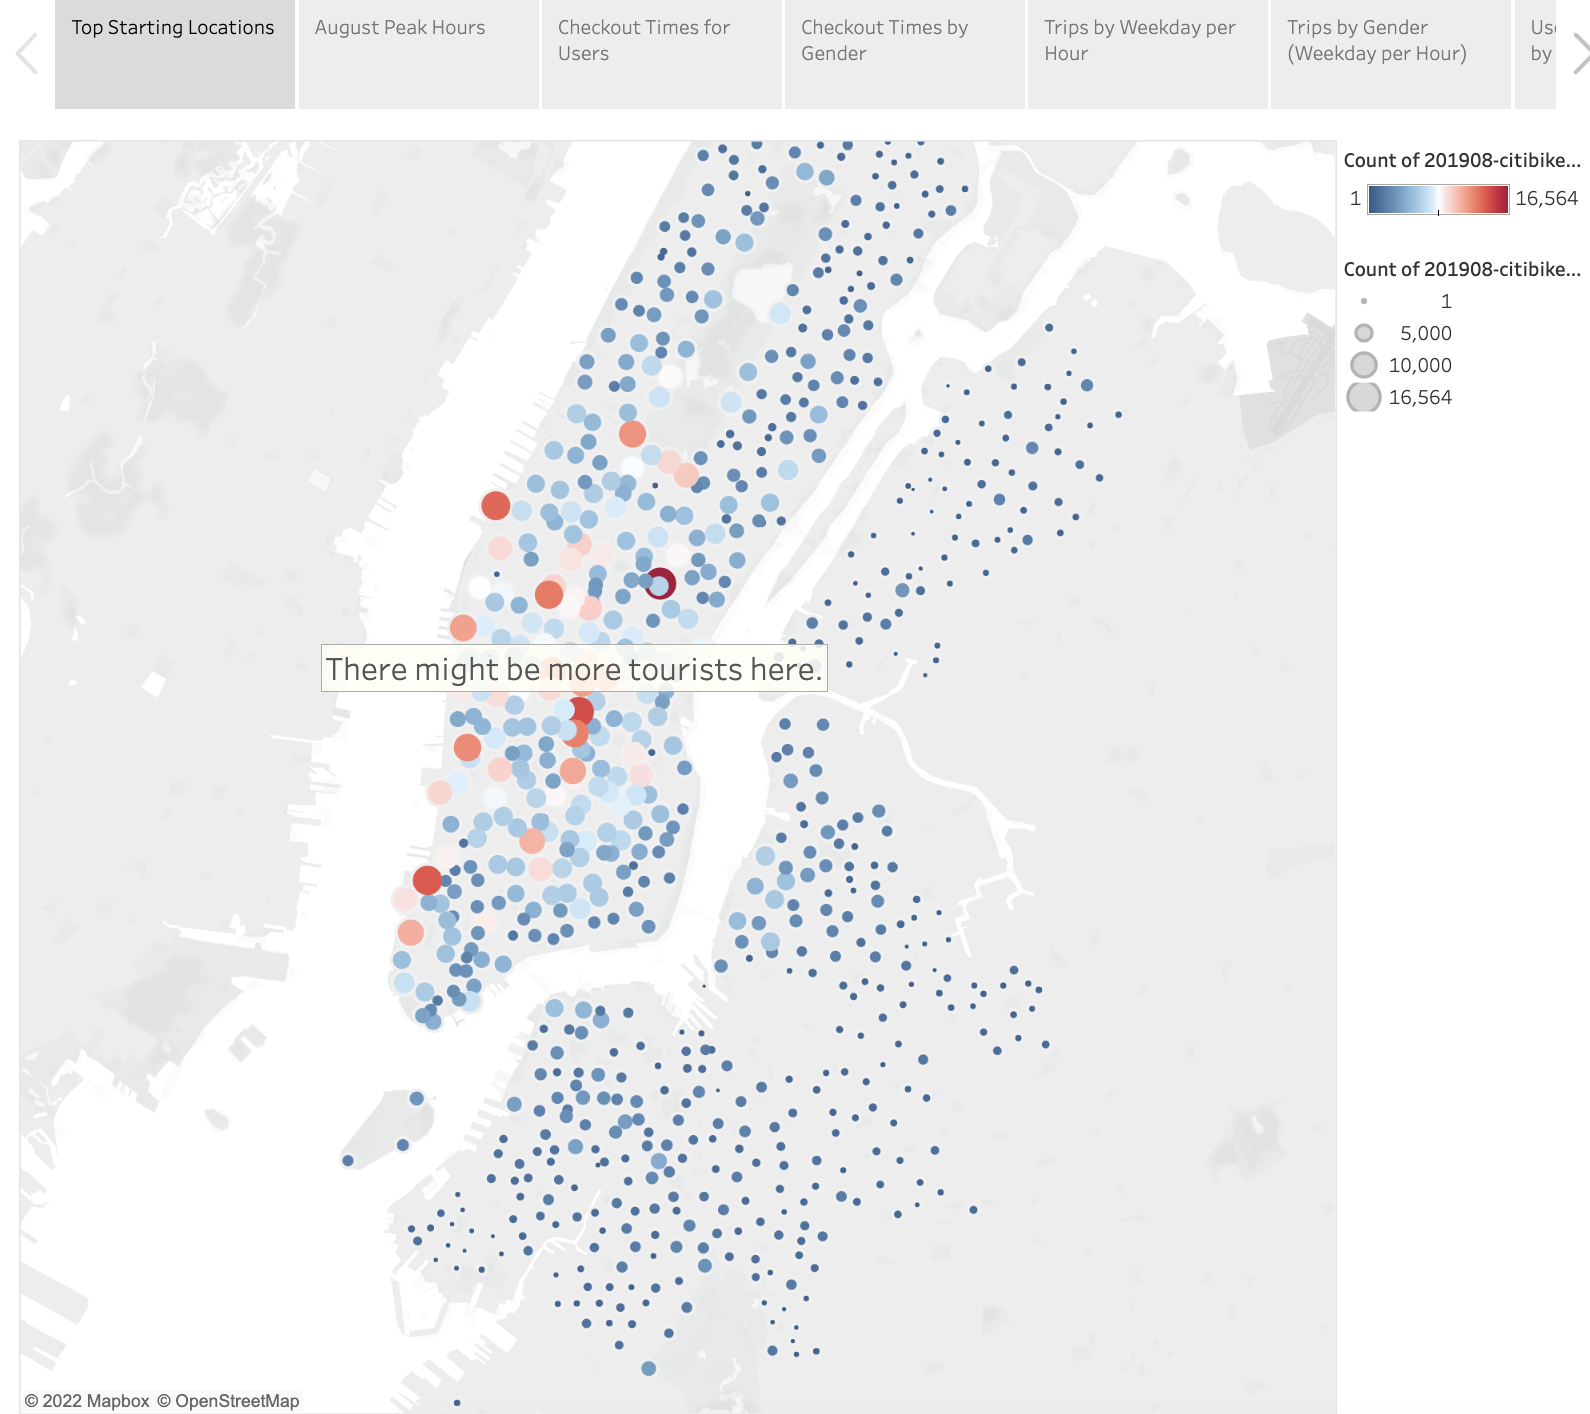 Top Starting Locations
August Peak Hours
Checkout Times for
Users
Checkout Times by
Gender
Trips by Weekday per
Hour
Trips by Gender
(Weekday per Hour)
by
Count of 201908-citibike...
1
16,564
Count of 201908-citibike...
1
5,000
10,000
16,564
There might be more tourists here.
© 2022 Mapbox © OpenStreetMap